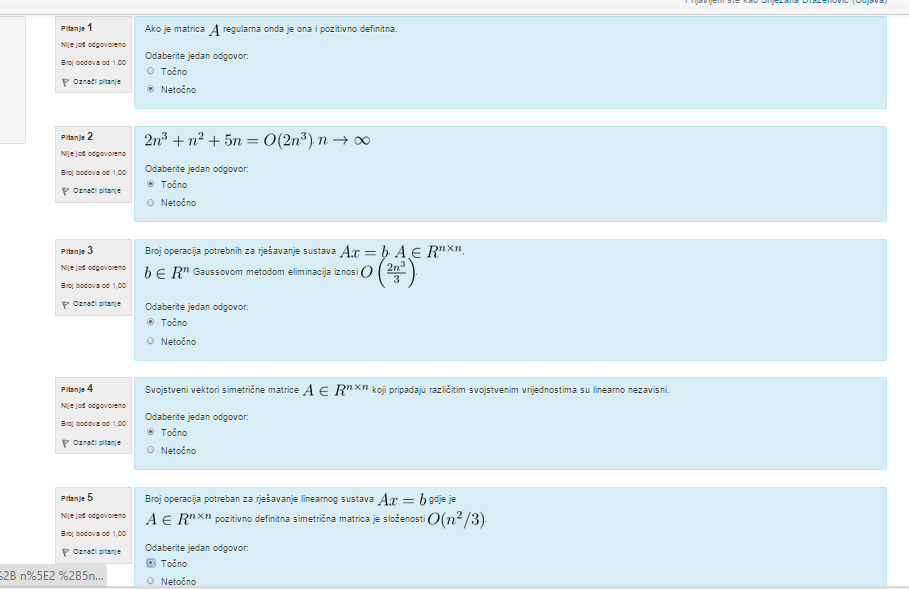 Prijavljeni ste kao Snježana Draženović (Odjava)
Pitanje 1
Nije još odgovoreno
Broj bodova od 1,00
Označi pitanje
Ako je matrica A regularna onda je ona i pozitivno definitna.
Odaberite jedan odgovor:
Točno
Netočno
Pitanje 2
Nije još odgovoreno
Broj bodova od 1,00
Označi pitanje
2n³ + n² + 5n = O(2n³). n → ∞
Odaberite jedan odgovor:
Točno
Netočno
Pitanje 3
Nije još odgovoreno
Broj bodova od 1,00
Označi pitanje
Broj operacija potrebnih za rješavanje sustava Ax = b. A ∈ Rⁿˣⁿ.
b ∈ Rⁿ Gaussovom metodom eliminacija iznosi O(2n³/3).
Odaberite jedan odgovor:
Točno
Netočno
Pitanje 4
Nije još odgovoreno
Broj bodova od 1,00
Označi pitanje
Svojstveni vektori simetrične matrice A ∈ Rⁿˣⁿ koji pripadaju različitim svojstvenim vrijednostima su linearno nezavisni.
Odaberite jedan odgovor:
Točno
Netočno
Pitanje 5
Nije još odgovoreno
Broj bodova od 1,00
Označi pitanje
Broj operacija potreban za rješavanje linearnog sustava Ax = b gdje je
A ∈ Rⁿˣⁿ pozitivno definitna simetrična matrica je složenosti O(n²/3).
Odaberite jedan odgovor:
Točno
Netočno
%2B n%5E2 %2B5n...